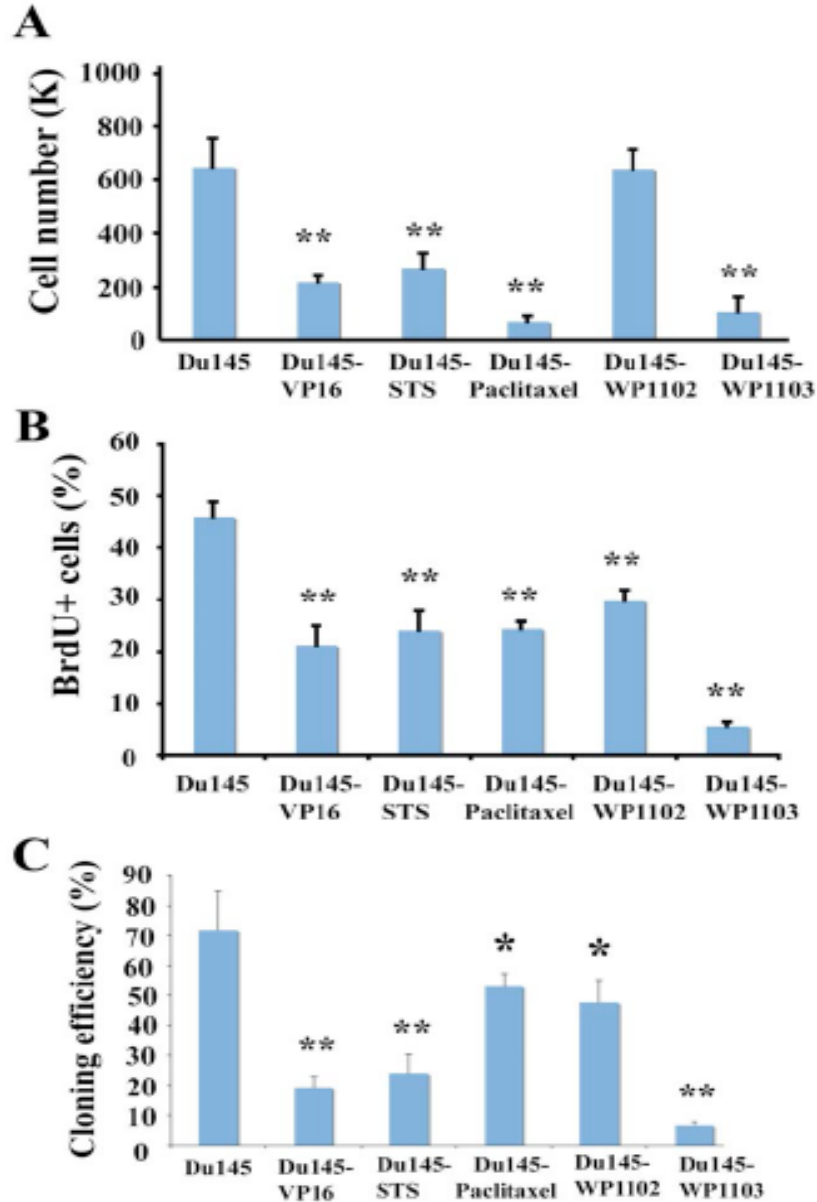 A
Cell number (K)
1000
800
600
400
200
0
**
**
**
**
Du145
Du145-
VP16
Du145-
STS
Du145-
Paclitaxel
Du145-
WP1102
Du145-
WP1103
B
BrdU+ cells (%)
60
50
40
30
20
10
0
**
**
**
**
**
Du145
Du145-
VP16
Du145-
STS
Du145-
Paclitaxel
Du145-
WP1102
Du145-
WP1103
C
Cloning efficiency (%)
90
80
70
60
50
40
30
20
10
0
**
**
*
*
**
Du145
Du145-
VP16
Du145-
STS
Du145-
Paclitaxel
Du145-
WP1102
Du145-
WP1103